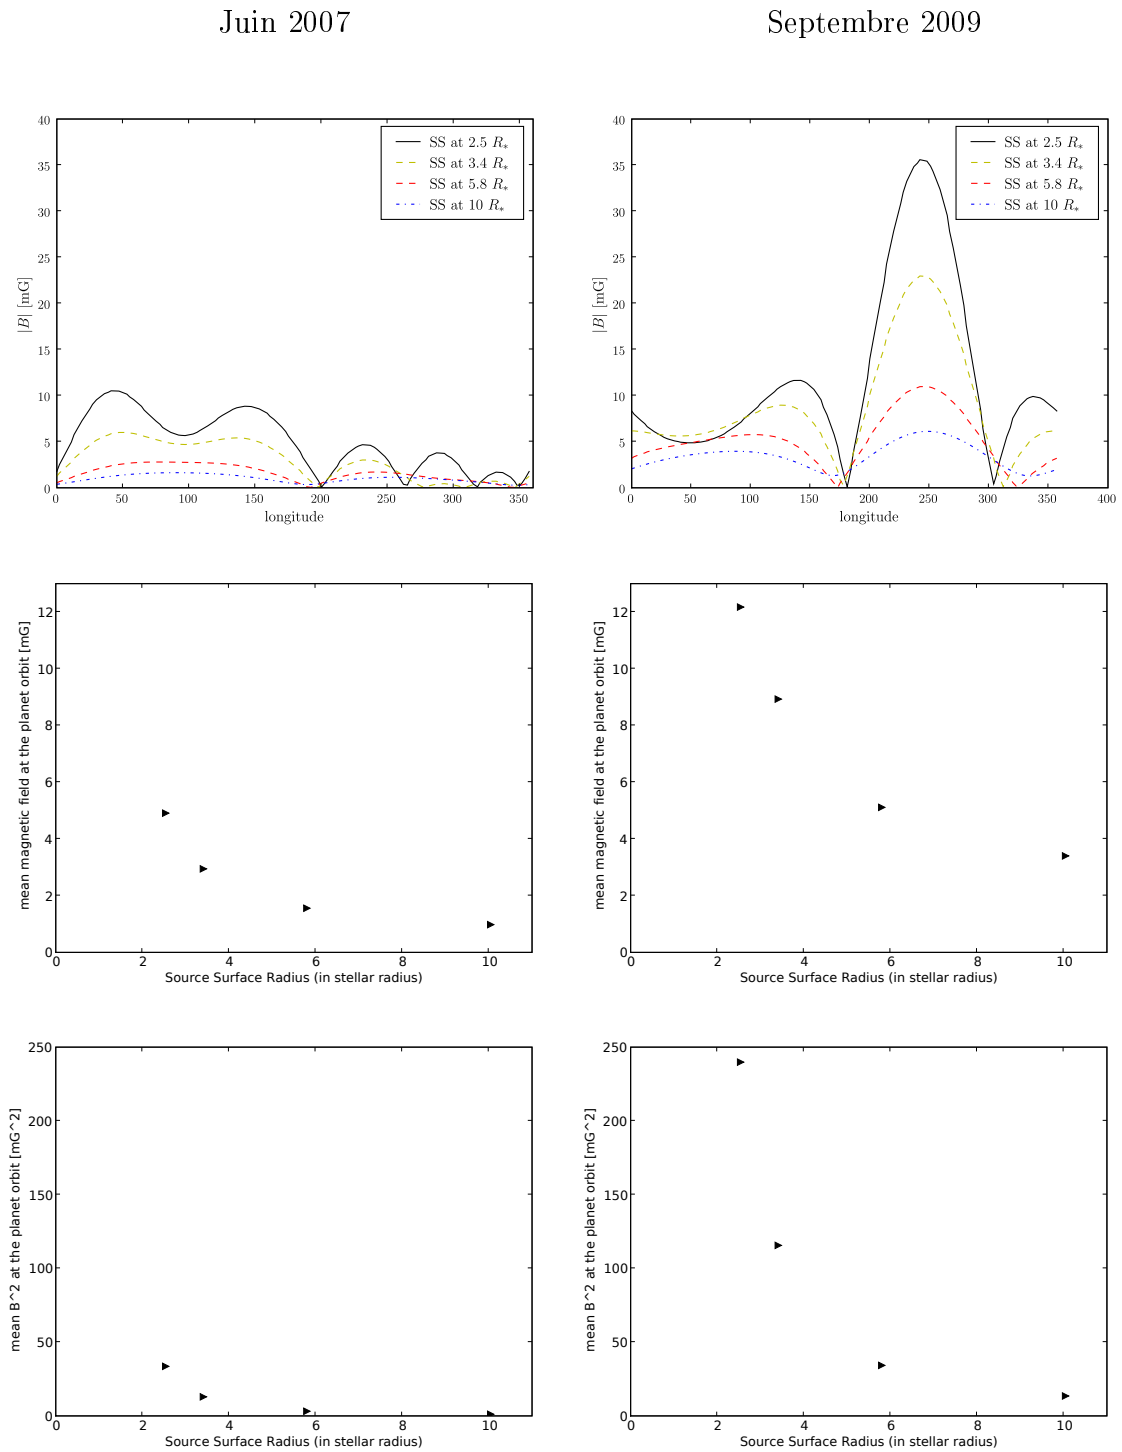 Juin 2007
Septembre 2009
40
35
30
25
20
15
10
5
0
|B| [mG]
SS at 2.5 R*
SS at 3.4 R*
SS at 5.8 R*
SS at 10 R*
0 50 100 150 200 250 300 350
longitude
40
35
30
25
20
15
10
5
0
|B| [mG]
SS at 2.5 R*
SS at 3.4 R*
SS at 5.8 R*
SS at 10 R*
0 50 100 150 200 250 300 350 400
longitude
12
10
8
6
4
2
0
mean magnetic field at the planet orbit [mG]
0 2 4 6 8 10
Source Surface Radius (in stellar radius)
12
10
8
6
4
2
0
mean magnetic field at the planet orbit [mG]
0 2 4 6 8 10
Source Surface Radius (in stellar radius)
250
200
150
100
50
0
mean B^2 at the planet orbit [mG^2]
0 2 4 6 8 10
Source Surface Radius (in stellar radius)
250
200
150
100
50
0
mean B^2 at the planet orbit [mG^2]
0 2 4 6 8 10
Source Surface Radius (in stellar radius)